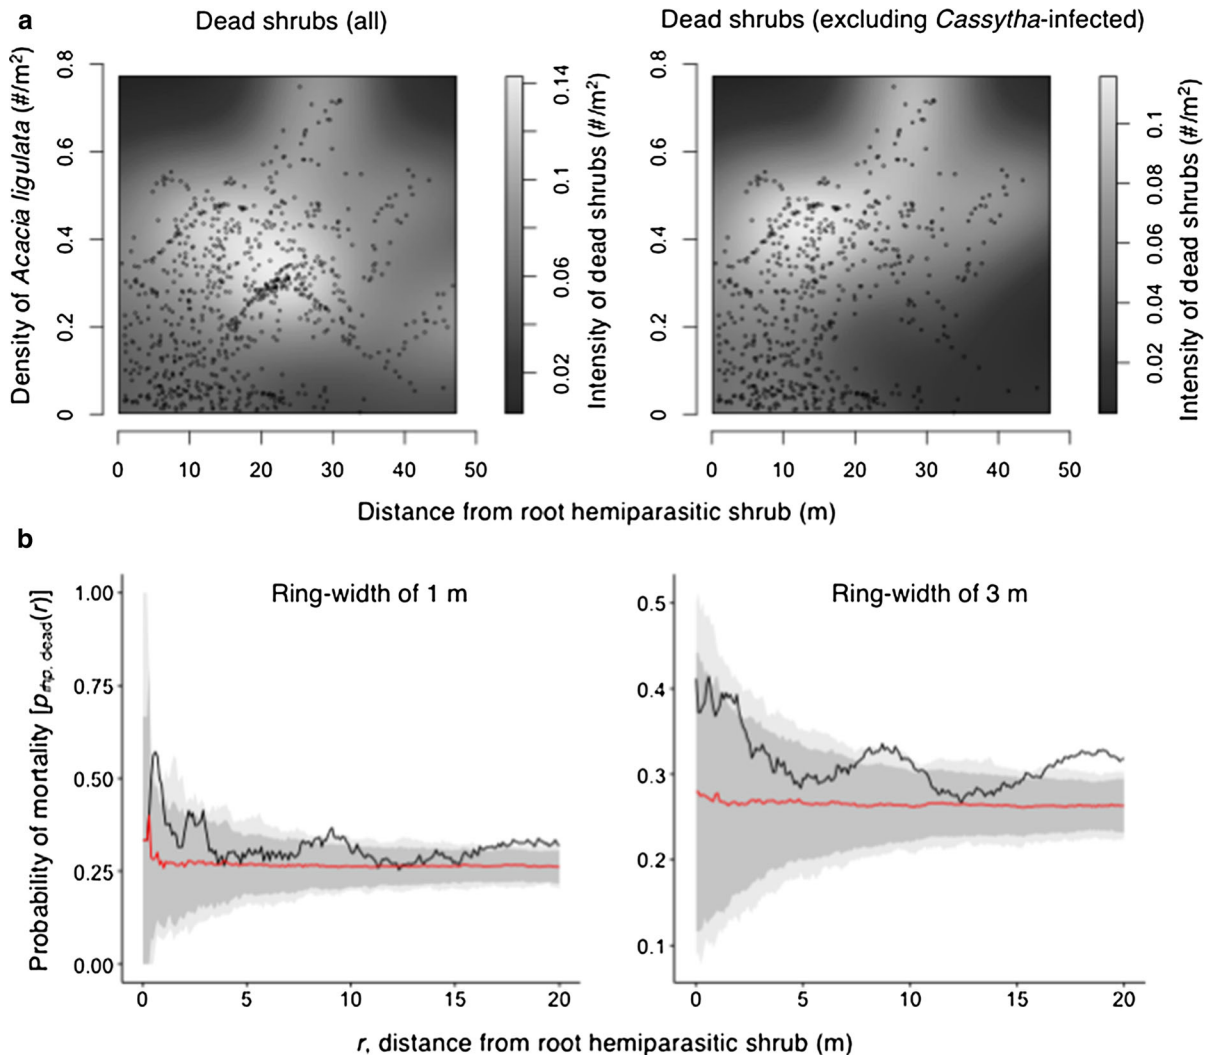 a
Dead shrubs (all)
Dead shrubs (excluding Cassytha-infected)
Density of Acacia ligulata (#/m²)
0.8
0.6
0.4
0.2
0
0 10 20 30 40 50
0.14
0.1
0.06
0.02
Intensity of dead shrubs (#/m²)
0.8
0.6
0.4
0.2
0
0 10 20 30 40 50
0.1
0.08
0.06
0.04
0.02
Intensity of dead shrubs (#/m²)
Distance from root hemiparasitic shrub (m)
b
Probability of mortality [p dead(r)]
Ring-width of 1 m
1.00
0.75
0.50
0.25
0.00
0 5 10 15 20
Ring-width of 3 m
0.5
0.4
0.3
0.2
0.1
0 5 10 15 20
r, distance from root hemiparasitic shrub (m)